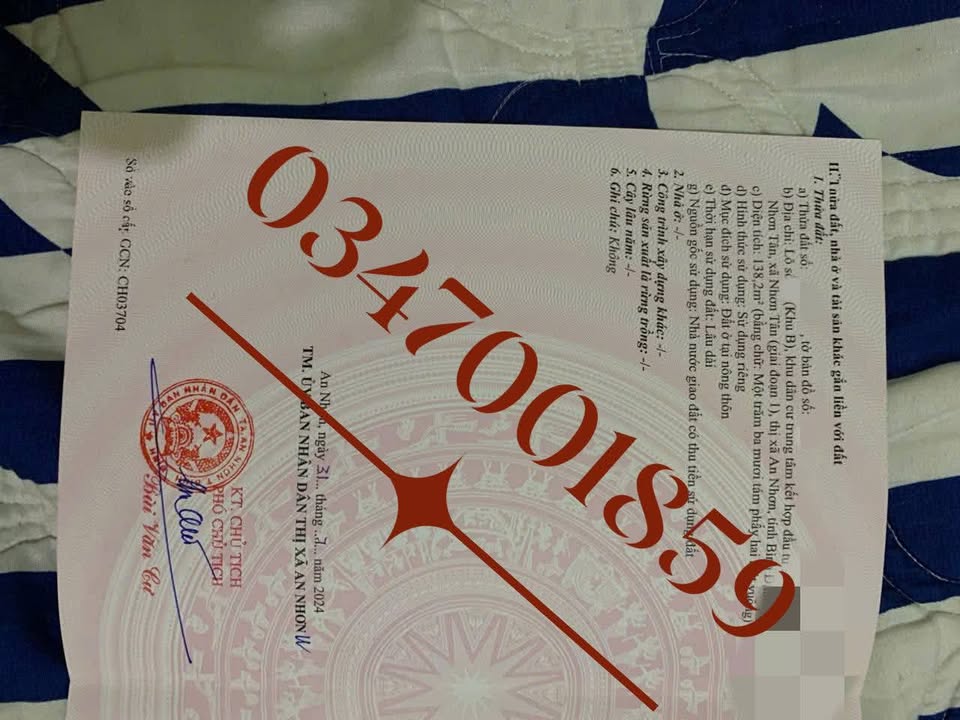 II. Thửa đất, nhà ở và tài sản khác gắn liền với đất
1. Thửa đất:
a) Thửa đất số: , tờ bản đồ số:
b) Địa chỉ: Lô số (Khu B), khu dân cư trung tâm kết hợp đầu tư
Nhơn Tân, xã Nhơn Tân (giai đoạn 1), thị xã An Nhơn, tỉnh
c) Diện tích: 138,2m² (bằng chữ: Một trăm ba mươi tám phẩy hai vuông)
d) Hình thức sử dụng: Sử dụng riêng
đ) Mục đích sử dụng: Đất ở tại nông thôn
e) Thời hạn sử dụng đất: Lâu dài
g) Nguồn gốc sử dụng: Nhà nước giao đất có thu tiền sử dụng đất
2. Nhà ở: -/-
3. Công trình xây dựng khác: -/-
4. Rừng sản xuất là rừng trồng: -/-
5. Cây lâu năm: -/-
6. Ghi chú: Không
0347001859
An Nhơn, ngày 31... tháng ..7... năm 2024
TM. ỦY BAN NHÂN DÂN THỊ XÃ AN NHƠN
KT. CHỦ TỊCH
PHÓ CHỦ TỊCH
Bùi Văn Cư
Số vào sổ cấp GCN: CH03704